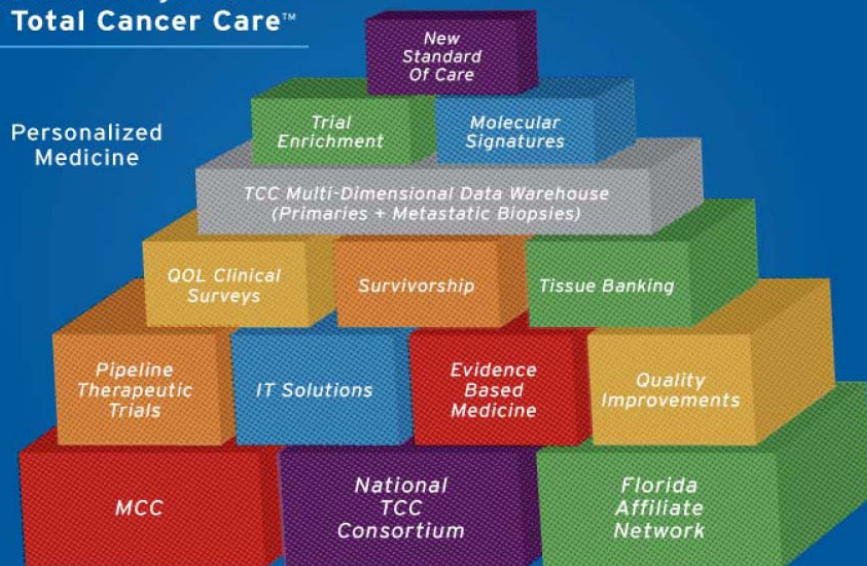 Total Cancer Care™
New
Standard
Of Care
Personalized
Medicine
Trial
Enrichment
Molecular
Signatures
TCC Multi-Dimensional Data Warehouse
(Primaries + Metastatic Biopsies)
QOL Clinical
Surveys
Survivorship
Tissue Banking
Pipeline
Therapeutic
Trials
IT Solutions
Evidence
Based
Medicine
Quality
Improvements
MCC
National
TCC
Consortium
Florida
Affiliate
Network